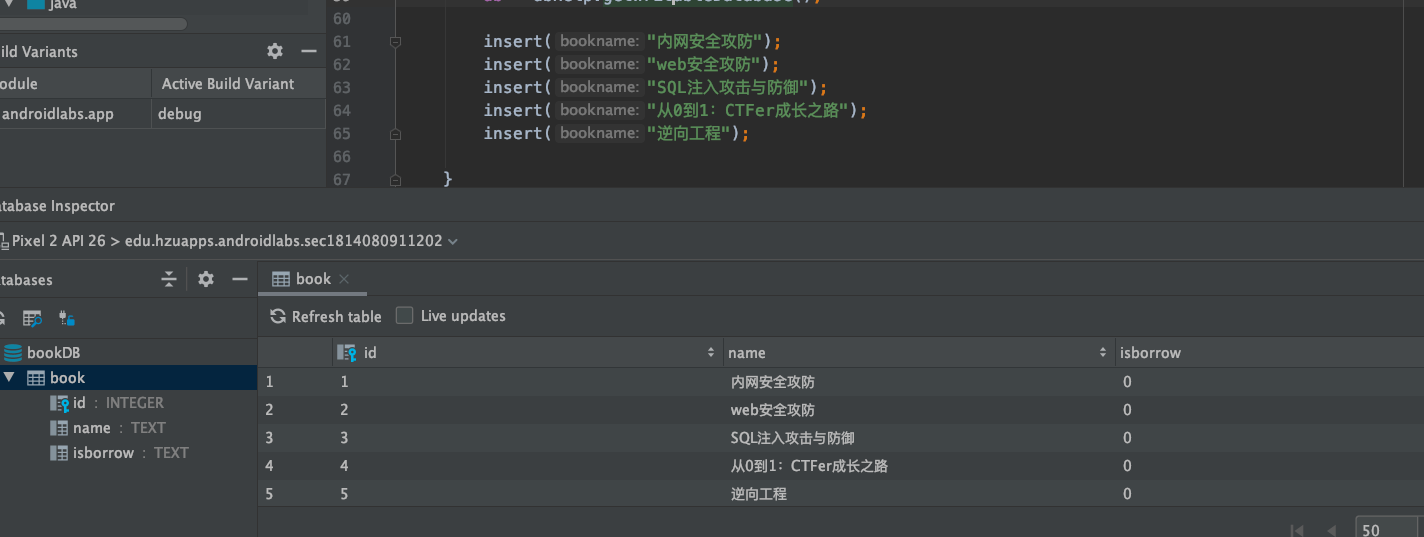 java
60
61 insert( bookname: "内网安全攻防");
62 insert( bookname: "web安全攻防");
63 insert( bookname: "SQL注入攻击与防御");
64 insert( bookname: "从0到1：CTFer成长之路");
65 insert( bookname: "逆向工程");
66
67 }
ild Variants
odule Active Build Variant
androidlabs.app debug
atabase Inspector
Pixel 2 API 26 > edu.hzuapps.androidlabs.sec1814080911202
atabases
book
Refresh table Live updates
bookDB
book
id : INTEGER
name : TEXT
isborrow : TEXT
id name isborrow
1 1 内网安全攻防 0
2 2 web安全攻防 0
3 3 SQL注入攻击与防御 0
4 4 从0到1：CTFer成长之路 0
5 5 逆向工程 0
50